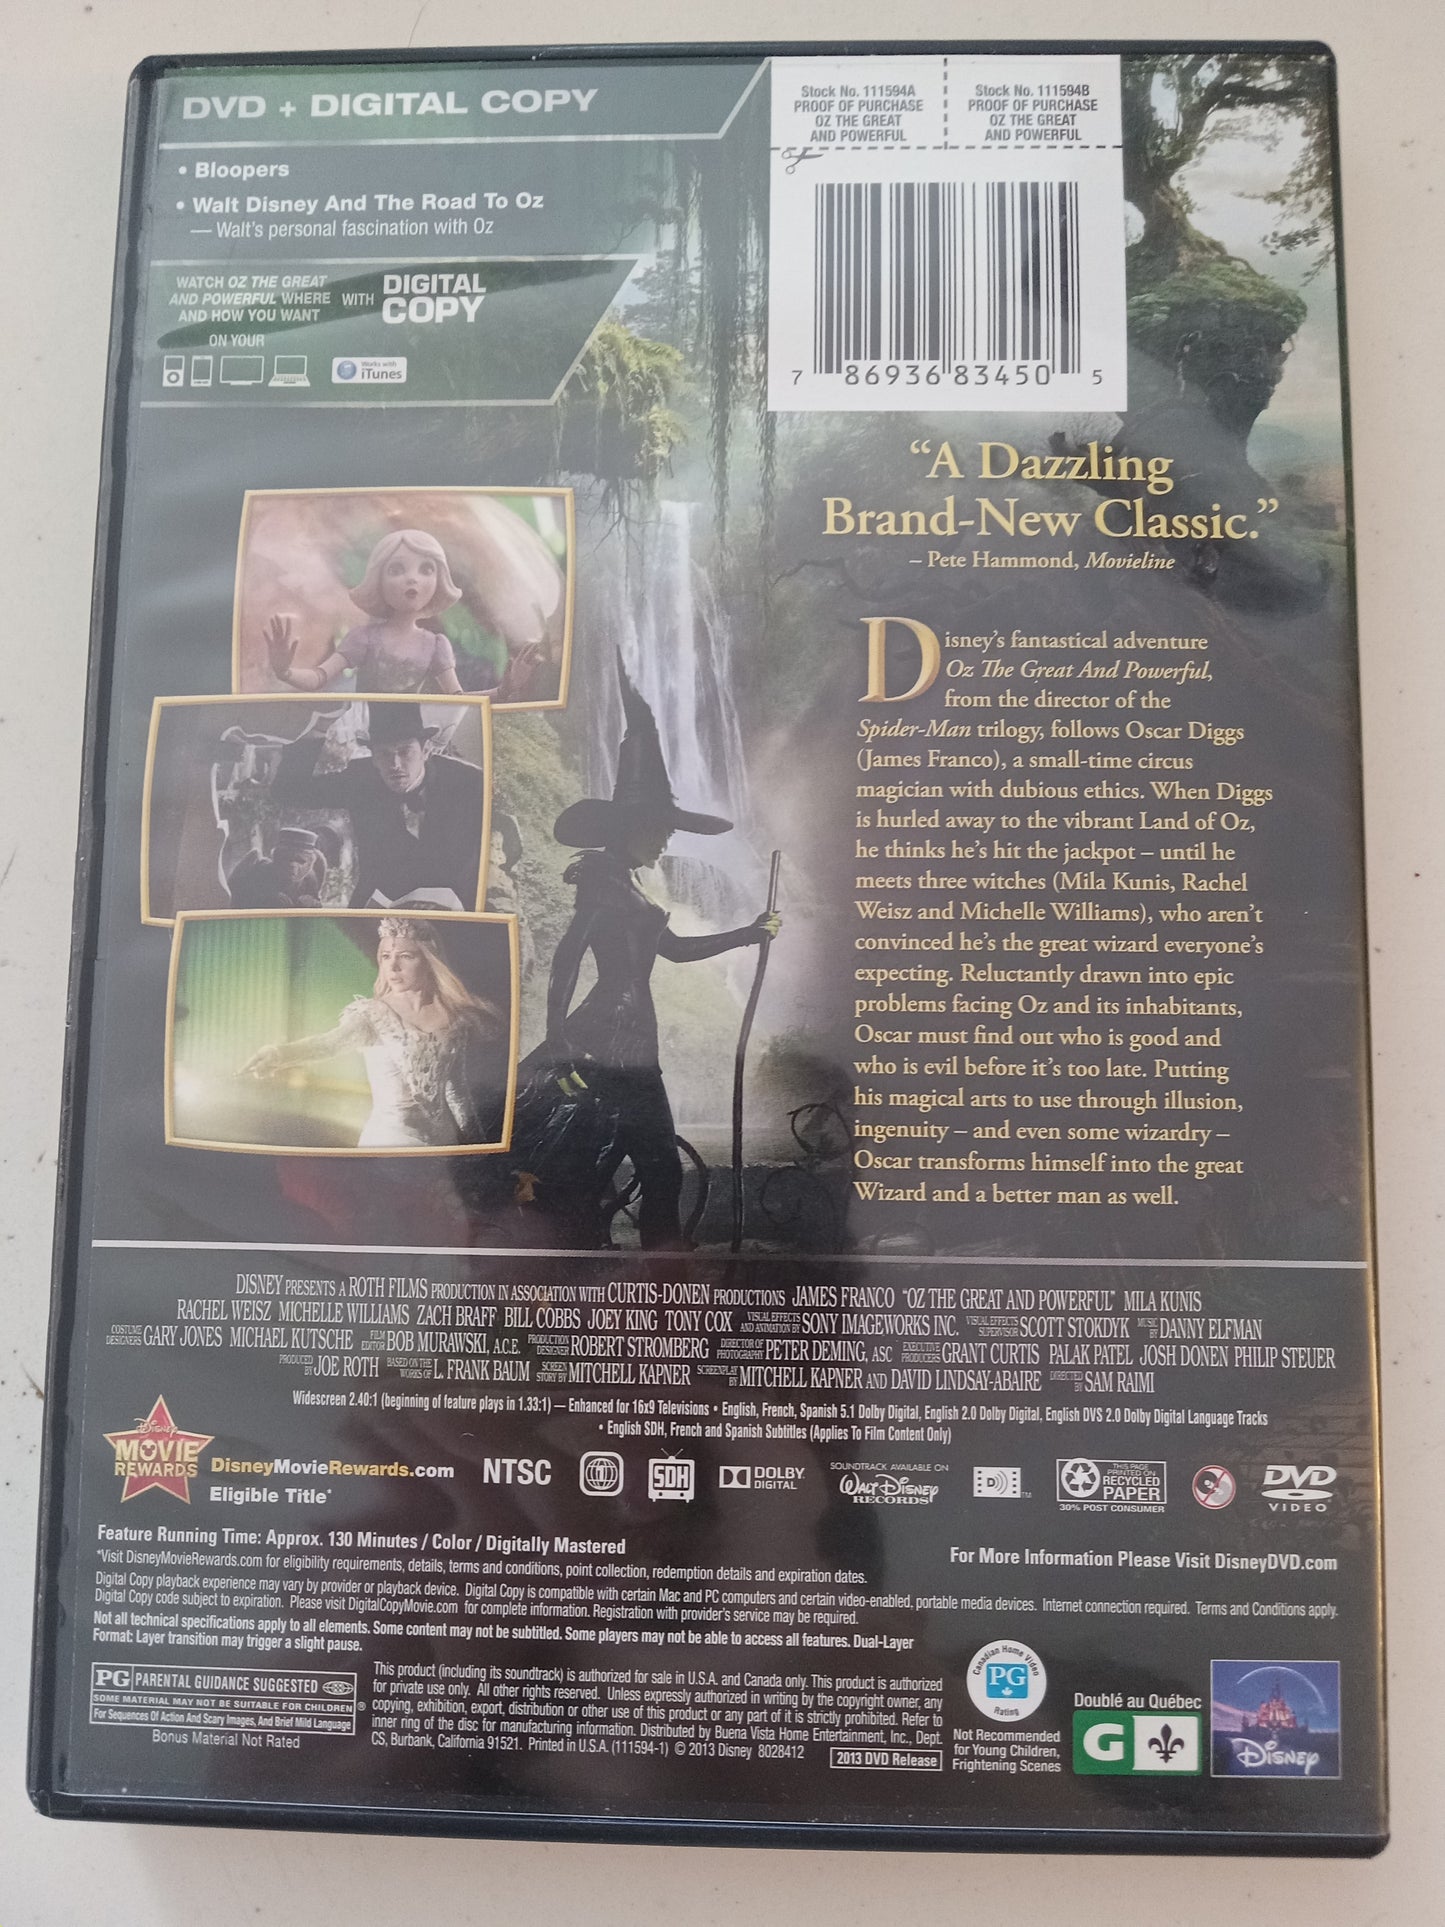 DVD + DIGITAL COPY
• Bloopers
• Walt Disney And The Road To Oz
— Walt's personal fascination with Oz
WATCH OZ THE GREAT
AND POWERFUL WHERE
AND HOW YOU WANT
WITH
DIGITAL
COPY
ON YOUR
Works with
iTunes
Stock No. 111594A
PROOF OF PURCHASE
OZ THE GREAT
AND POWERFUL
Stock No. 111594B
PROOF OF PURCHASE
OZ THE GREAT
AND POWERFUL
7 86936 83450 5
“A Dazzling
Brand-New Classic.”
– Pete Hammond, Movieline
Disney's fantastical adventure
Oz The Great And Powerful,
from the director of the
Spider-Man trilogy, follows Oscar Diggs
(James Franco), a small-time circus
magician with dubious ethics. When Diggs
is hurled away to the vibrant Land of Oz,
he thinks he's hit the jackpot – until he
meets three witches (Mila Kunis, Rachel
Weisz and Michelle Williams), who aren't
convinced he's the great wizard everyone's
expecting. Reluctantly drawn into epic
problems facing Oz and its inhabitants,
Oscar must find out who is good and
who is evil before it's too late. Putting
his magical arts to use through illusion,
ingenuity – and even some wizardry –
Oscar transforms himself into the great
Wizard and a better man as well.
DISNEY PRESENTS A ROTH FILMS PRODUCTION IN ASSOCIATION WITH CURTIS-DONEN PRODUCTIONS JAMES FRANCO "OZ THE GREAT AND POWERFUL" MILA KUNIS
RACHEL WEISZ MICHELLE WILLIAMS ZACH BRAFF BILL COBBS JOEY KING TONY COX VISUAL EFFECTS AND ANIMATION BY SONY IMAGEWORKS INC. VISUAL EFFECTS SUPERVISOR SCOTT STOKDYK MUSIC BY DANNY ELFMAN
COSTUME DESIGNERS GARY JONES MICHAEL KUTSCHE FILM EDITOR BOB MURAWSKI, A.C.E. PRODUCTION DESIGNER ROBERT STROMBERG DIRECTOR OF PHOTOGRAPHY PETER DEMING, ASC EXECUTIVE PRODUCERS GRANT CURTIS PALAK PATEL JOSH DONEN PHILIP STEUER
PRODUCED BY JOE ROTH BASED ON THE WORKS OF L. FRANK BAUM SCREEN STORY BY MITCHELL KAPNER SCREENPLAY BY MITCHELL KAPNER AND DAVID LINDSAY-ABAIRE DIRECTED BY SAM RAIMI
Widescreen 2.40:1 (beginning of feature plays in 1.33:1) — Enhanced for 16x9 Televisions • English, French, Spanish 5.1 Dolby Digital, English 2.0 Dolby Digital, English DVS 2.0 Dolby Digital Language Tracks
• English SDH, French and Spanish Subtitles (Applies To Film Content Only)
Disney
MOVIE
REWARDS
DisneyMovieRewards.com
Eligible Title*
NTSC
1
SDH
DOLBY
DIGITAL
SOUNDTRACK AVAILABLE ON
WALT DISNEY
RECORDS
D
TM
THIS PAGE
PRINTED ON
RECYCLED
PAPER
30% POST CONSUMER
DVD
VIDEO
Feature Running Time: Approx. 130 Minutes / Color / Digitally Mastered
For More Information Please Visit DisneyDVD.com
*Visit DisneyMovieRewards.com for eligibility requirements, details, terms and conditions, point collection, redemption details and expiration dates.
Digital Copy playback experience may vary by provider or playback device. Digital Copy is compatible with certain Mac and PC computers and certain video-enabled, portable media devices. Internet connection required. Terms and Conditions apply.
Digital Copy code subject to expiration. Please visit DigitalCopyMovie.com for complete information. Registration with provider's service may be required.
Not all technical specifications apply to all elements. Some content may not be subtitled. Some players may not be able to access all features. Dual-Layer
Format: Layer transition may trigger a slight pause.
PG PARENTAL GUIDANCE SUGGESTED
SOME MATERIAL MAY NOT BE SUITABLE FOR CHILDREN ®
For Sequences Of Action And Scary Images, And Brief Mild Language
Bonus Material Not Rated
This product (including its soundtrack) is authorized for sale in U.S.A. and Canada only. This product is authorized
for private use only. All other rights reserved. Unless expressly authorized in writing by the copyright owner, any
copying, exhibition, export, distribution or other use of this product or any part of it is strictly prohibited. Refer to
inner ring of the disc for manufacturing information. Distributed by Buena Vista Home Entertainment, Inc., Dept.
CS, Burbank, California 91521. Printed in U.S.A. (111594-1) © 2013 Disney 8028412
2013 DVD Release
Canadian Home Video
PG
Rating
Not Recommended
for Young Children,
Frightening Scenes
Doublé au Québec
G
DISNEY